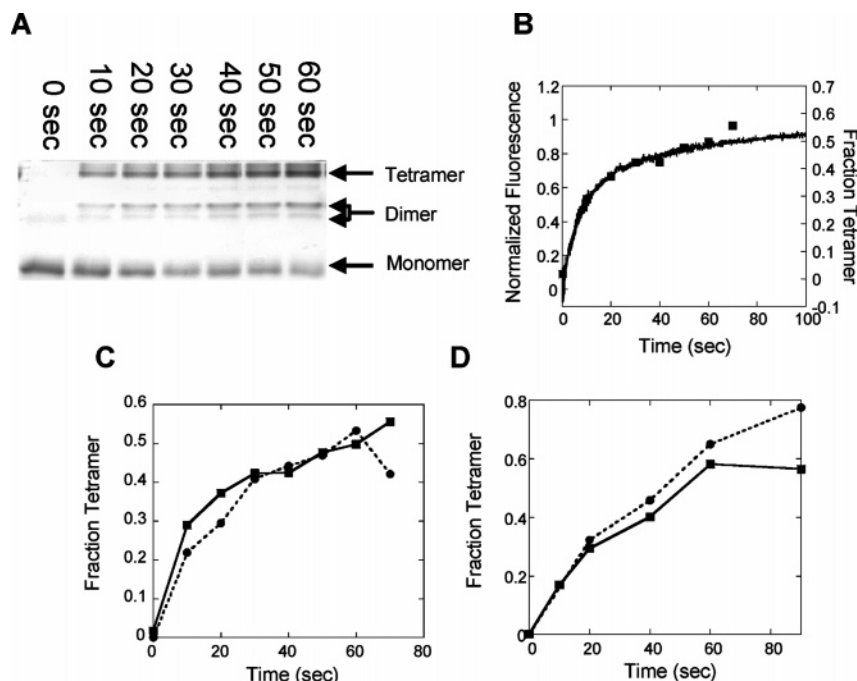 A
0 sec
10 sec
20 sec
30 sec
40 sec
50 sec
60 sec
Tetramer
Dimer
Monomer
B
Normalized Fluorescence
1.2
1
0.8
0.6
0.4
0.2
0
0.7
0.6
0.5
0.4
0.3
0.2
0.1
0
-0.1
Fraction Tetramer
0 20 40 60 80 100
Time (sec)
C
Fraction Tetramer
0.6
0.5
0.4
0.3
0.2
0.1
0
0 20 40 60 80
Time (sec)
D
Fraction Tetramer
0.8
0.6
0.4
0.2
0
0 20 40 60 80
Time (sec)